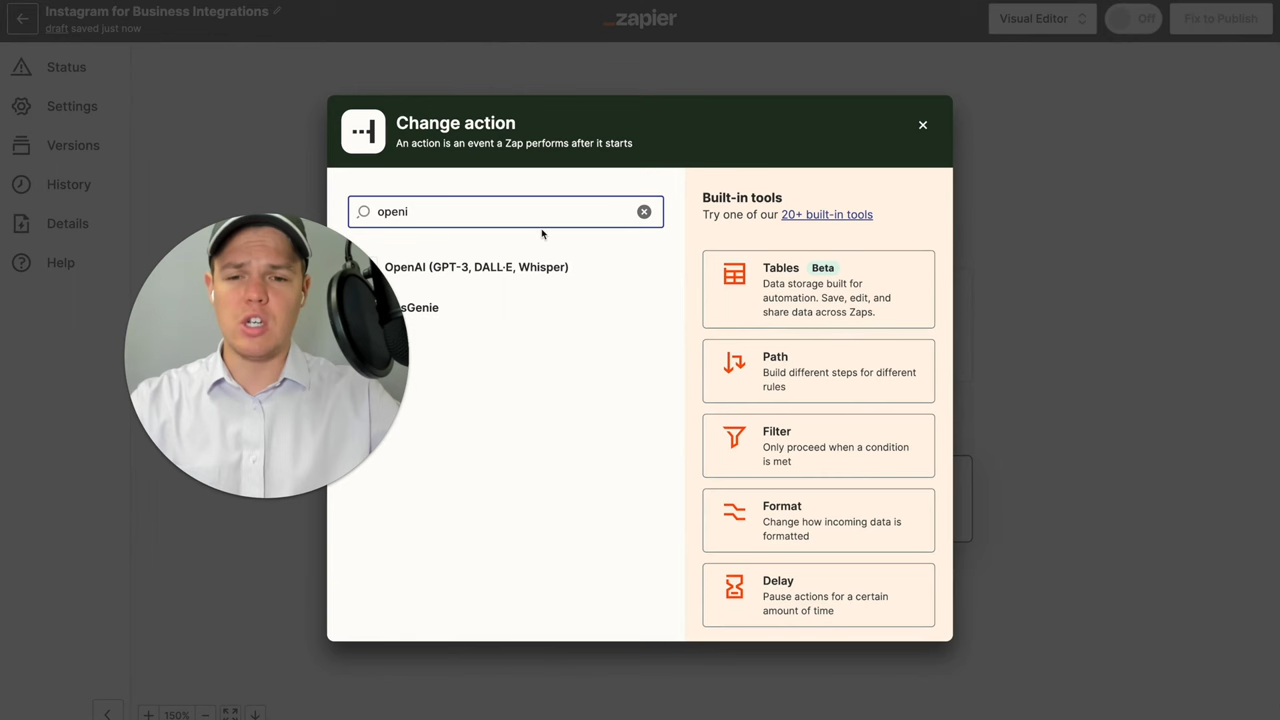 Instagram for Business Integrations
draft saved just now
zapier
Visual Editor
Off
Fix to Publish
Status
Settings
Versions
History
Details
Help
Change action
An action is an event a Zap performs after it starts
openi
OpenAI (GPT-3, DALL·E, Whisper)
sGenie
Built-in tools
Try one of our 20+ built-in tools
Tables Beta
Data storage built for
automation. Save, edit, and
share data across Zaps.
Path
Build different steps for different
rules
Filter
Only proceed when a condition
is met
Format
Change how incoming data is
formatted
Delay
Pause actions for a certain
amount of time
150%